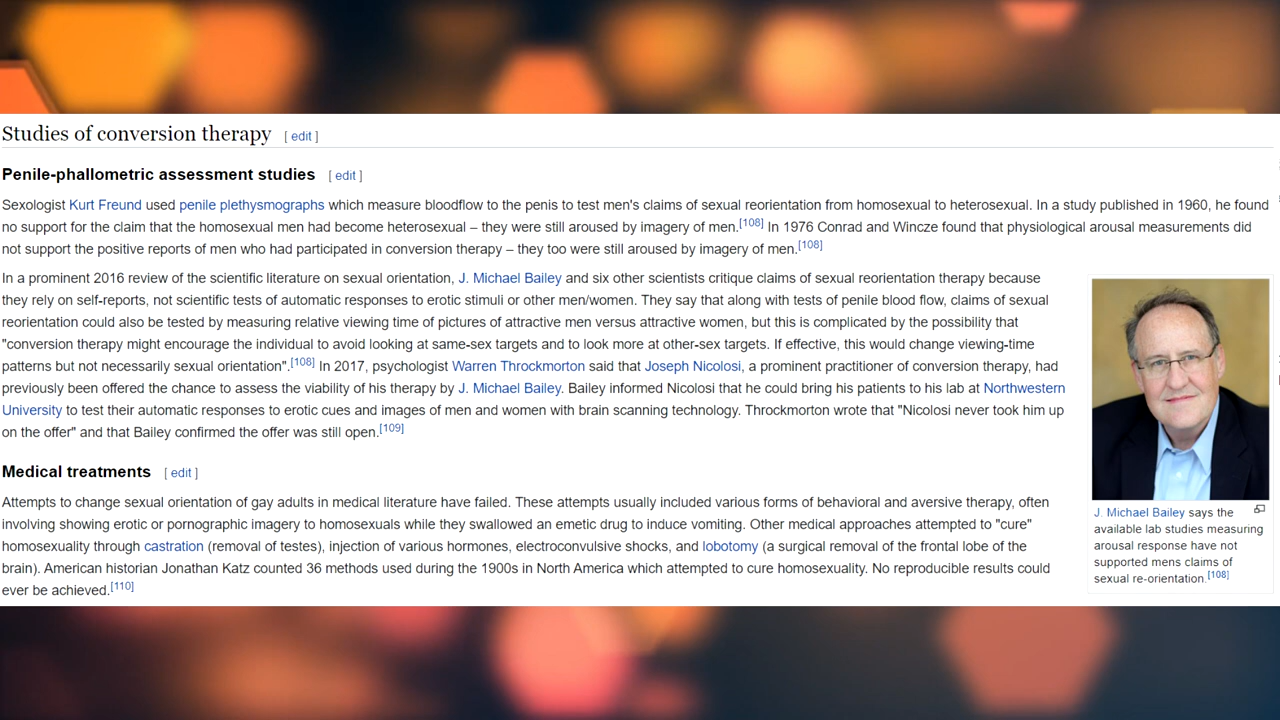 Studies of conversion therapy [ edit ]
Penile-phallometric assessment studies [ edit ]
Sexologist Kurt Freund used penile plethysmographs which measure bloodflow to the penis to test men's claims of sexual reorientation from homosexual to heterosexual. In a study published in 1960, he found
no support for the claim that the homosexual men had become heterosexual – they were still aroused by imagery of men.[108] In 1976 Conrad and Wincze found that physiological arousal measurements did
not support the positive reports of men who had participated in conversion therapy – they too were still aroused by imagery of men.[108]
In a prominent 2016 review of the scientific literature on sexual orientation, J. Michael Bailey and six other scientists critique claims of sexual reorientation therapy because
they rely on self-reports, not scientific tests of automatic responses to erotic stimuli or other men/women. They say that along with tests of penile blood flow, claims of sexual
reorientation could also be tested by measuring relative viewing time of pictures of attractive men versus attractive women, but this is complicated by the possibility that
"conversion therapy might encourage the individual to avoid looking at same-sex targets and to look more at other-sex targets. If effective, this would change viewing-time
patterns but not necessarily sexual orientation".[108] In 2017, psychologist Warren Throckmorton said that Joseph Nicolosi, a prominent practitioner of conversion therapy, had
previously been offered the chance to assess the viability of his therapy by J. Michael Bailey. Bailey informed Nicolosi that he could bring his patients to his lab at Northwestern
University to test their automatic responses to erotic cues and images of men and women with brain scanning technology. Throckmorton wrote that "Nicolosi never took him up
on the offer" and that Bailey confirmed the offer was still open.[109]
Medical treatments [ edit ]
Attempts to change sexual orientation of gay adults in medical literature have failed. These attempts usually included various forms of behavioral and aversive therapy, often
involving showing erotic or pornographic imagery to homosexuals while they swallowed an emetic drug to induce vomiting. Other medical approaches attempted to "cure"
homosexuality through castration (removal of testes), injection of various hormones, electroconvulsive shocks, and lobotomy (a surgical removal of the frontal lobe of the
brain). American historian Jonathan Katz counted 36 methods used during the 1900s in North America which attempted to cure homosexuality. No reproducible results could
ever be achieved.[110]
J. Michael Bailey says the
available lab studies measuring
arousal response have not
supported mens claims of
sexual re-orientation.[108]